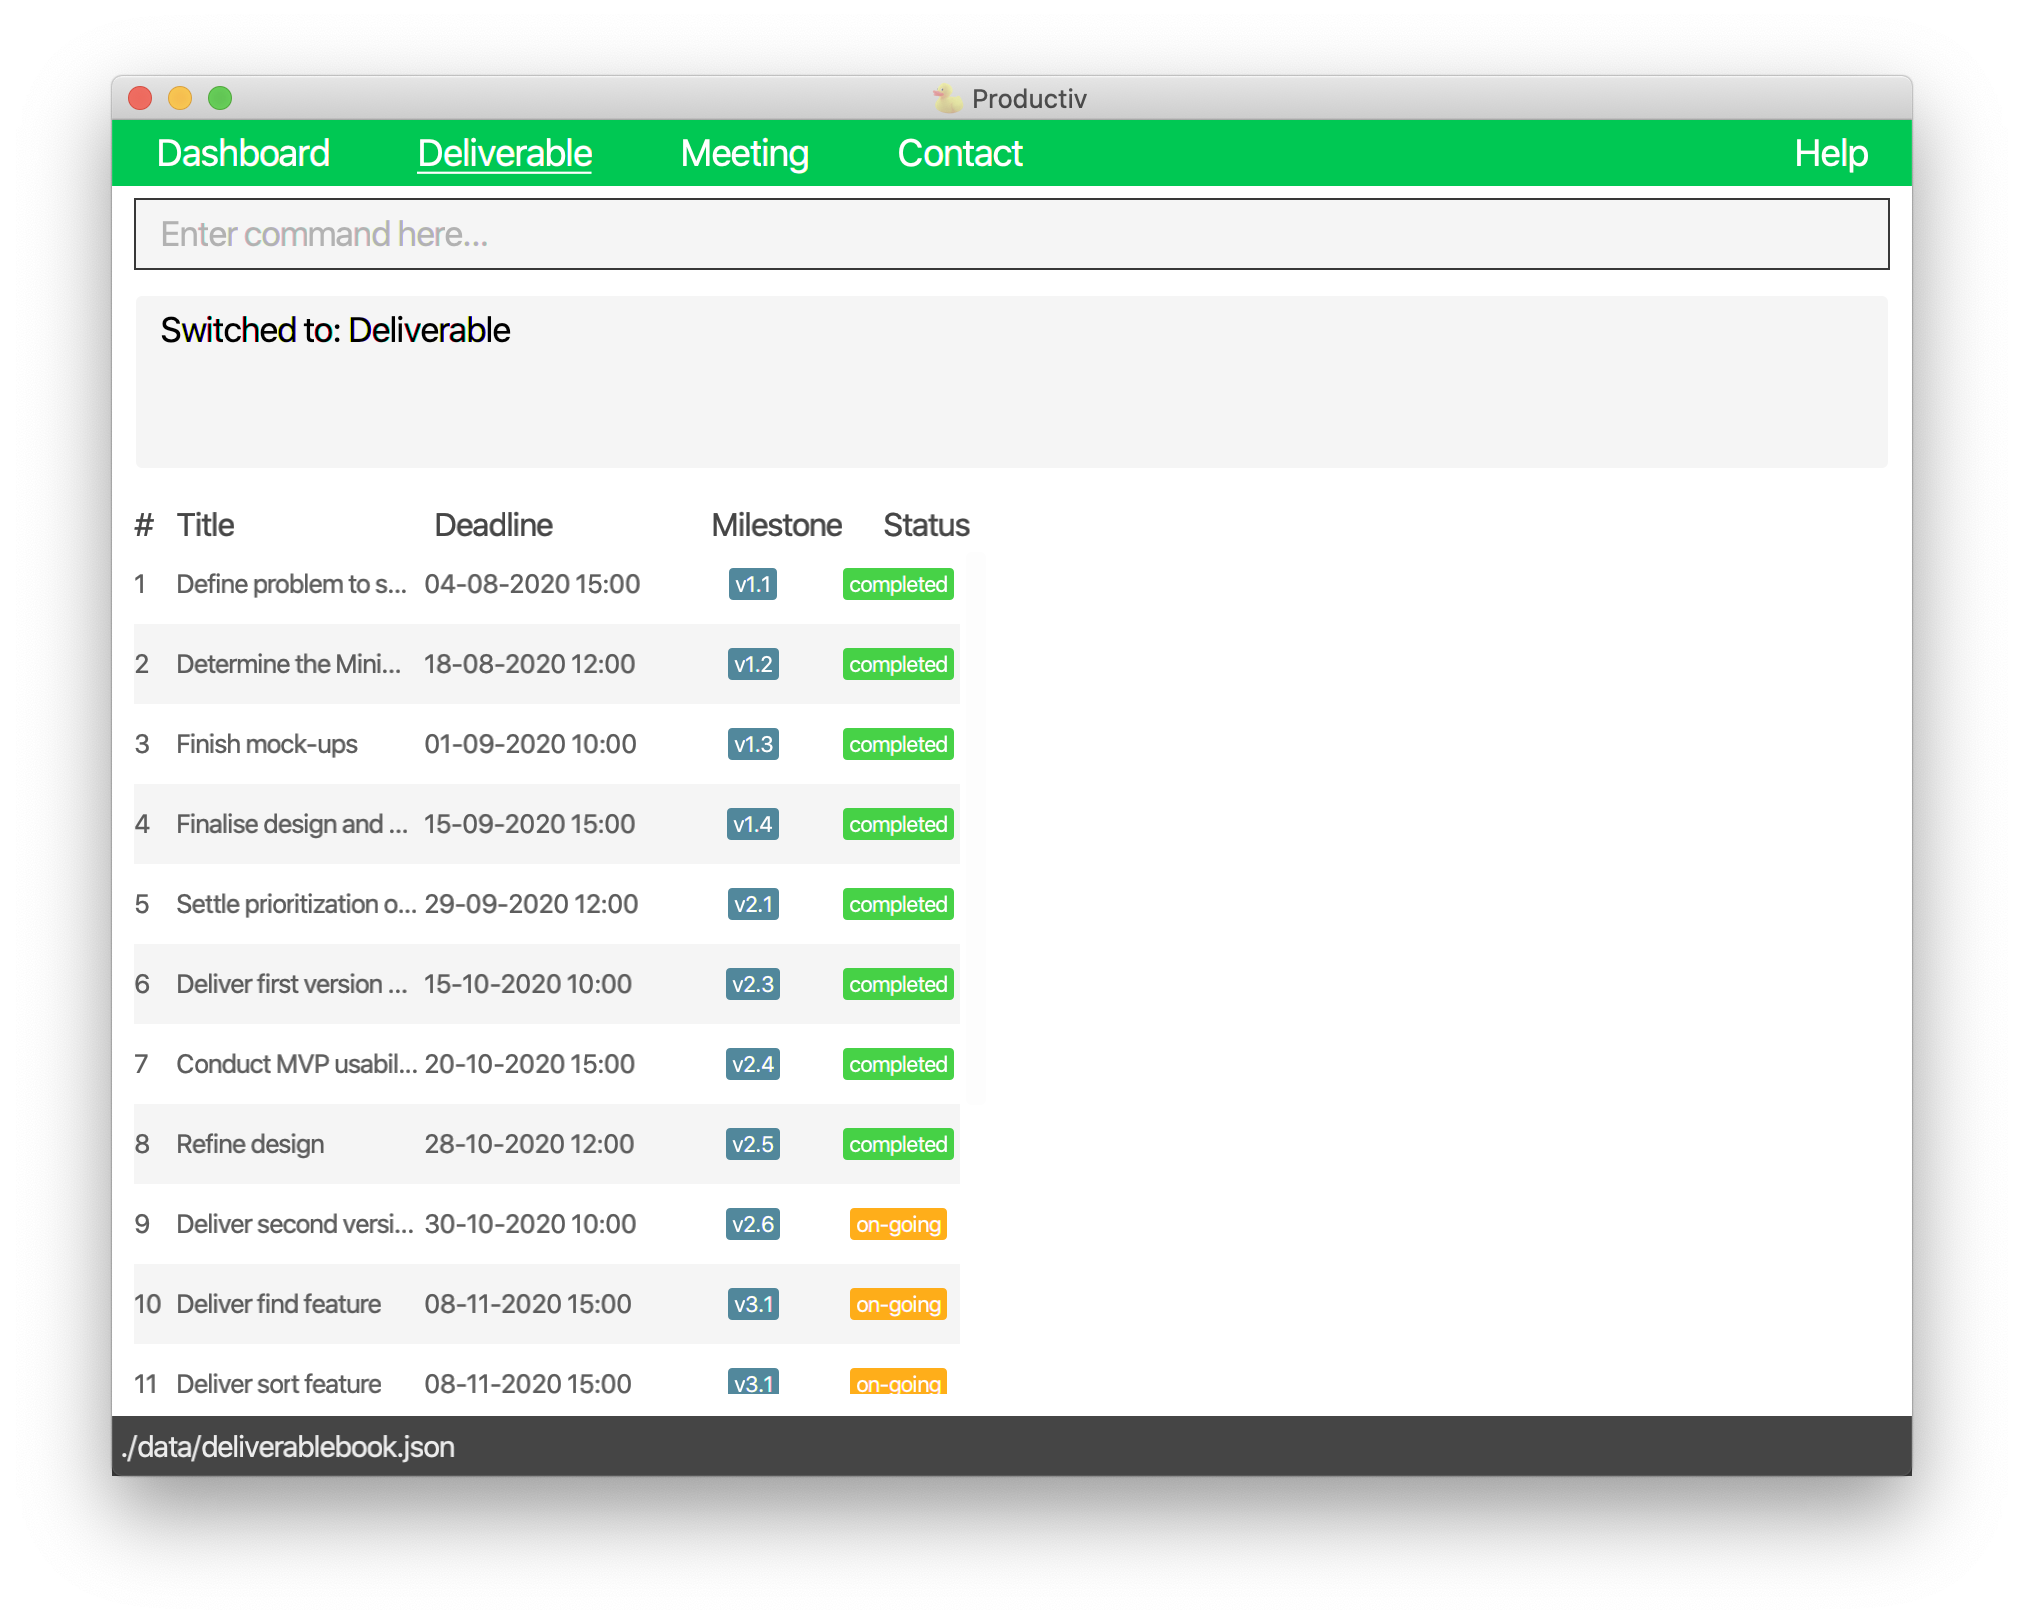 Productiv
Dashboard Deliverable Meeting Contact Help
Enter command here...
Switched to: Deliverable
# Title Deadline Milestone Status
1 Define problem to s... 04-08-2020 15:00 v1.1 completed
2 Determine the Mini... 18-08-2020 12:00 v1.2 completed
3 Finish mock-ups 01-09-2020 10:00 v1.3 completed
4 Finalise design and ... 15-09-2020 15:00 v1.4 completed
5 Settle prioritization o... 29-09-2020 12:00 v2.1 completed
6 Deliver first version ... 15-10-2020 10:00 v2.3 completed
7 Conduct MVP usabil... 20-10-2020 15:00 v2.4 completed
8 Refine design 28-10-2020 12:00 v2.5 completed
9 Deliver second versi... 30-10-2020 10:00 v2.6 on-going
10 Deliver find feature 08-11-2020 15:00 v3.1 on-going
11 Deliver sort feature 08-11-2020 15:00 v3.1 on-going
./data/deliverablebook.json